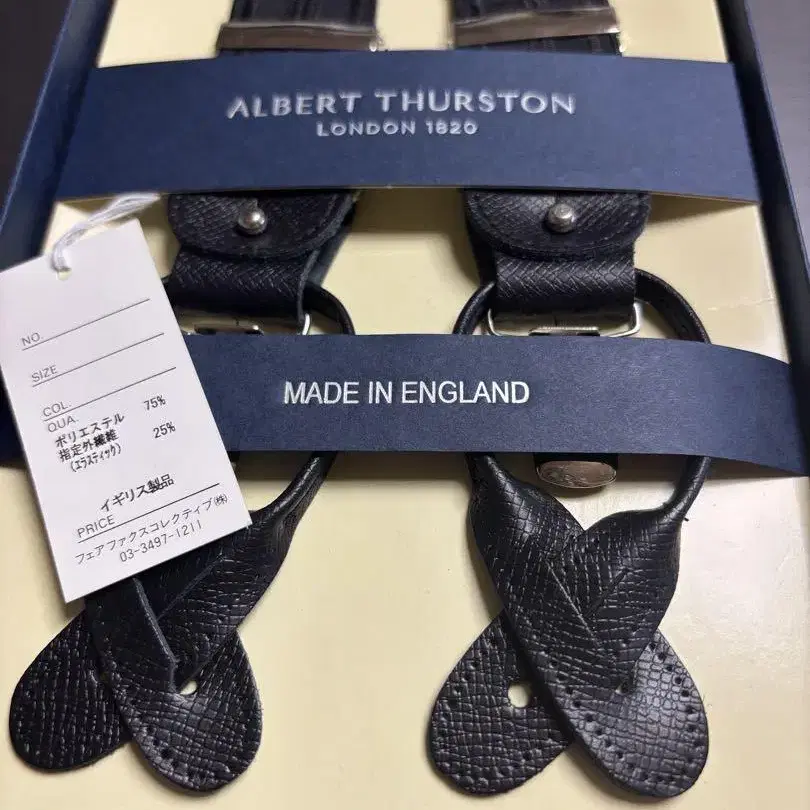 ALBERT THURSTON
LONDON 1820
MADE IN ENGLAND
NO.
SIZE
COL.
QUA.
ポリエステル 75%
指定外繊維 25%
(エラスティック)
イギリス製品
PRICE
フェアファクスコレクティブ(株)
03-3497-1211